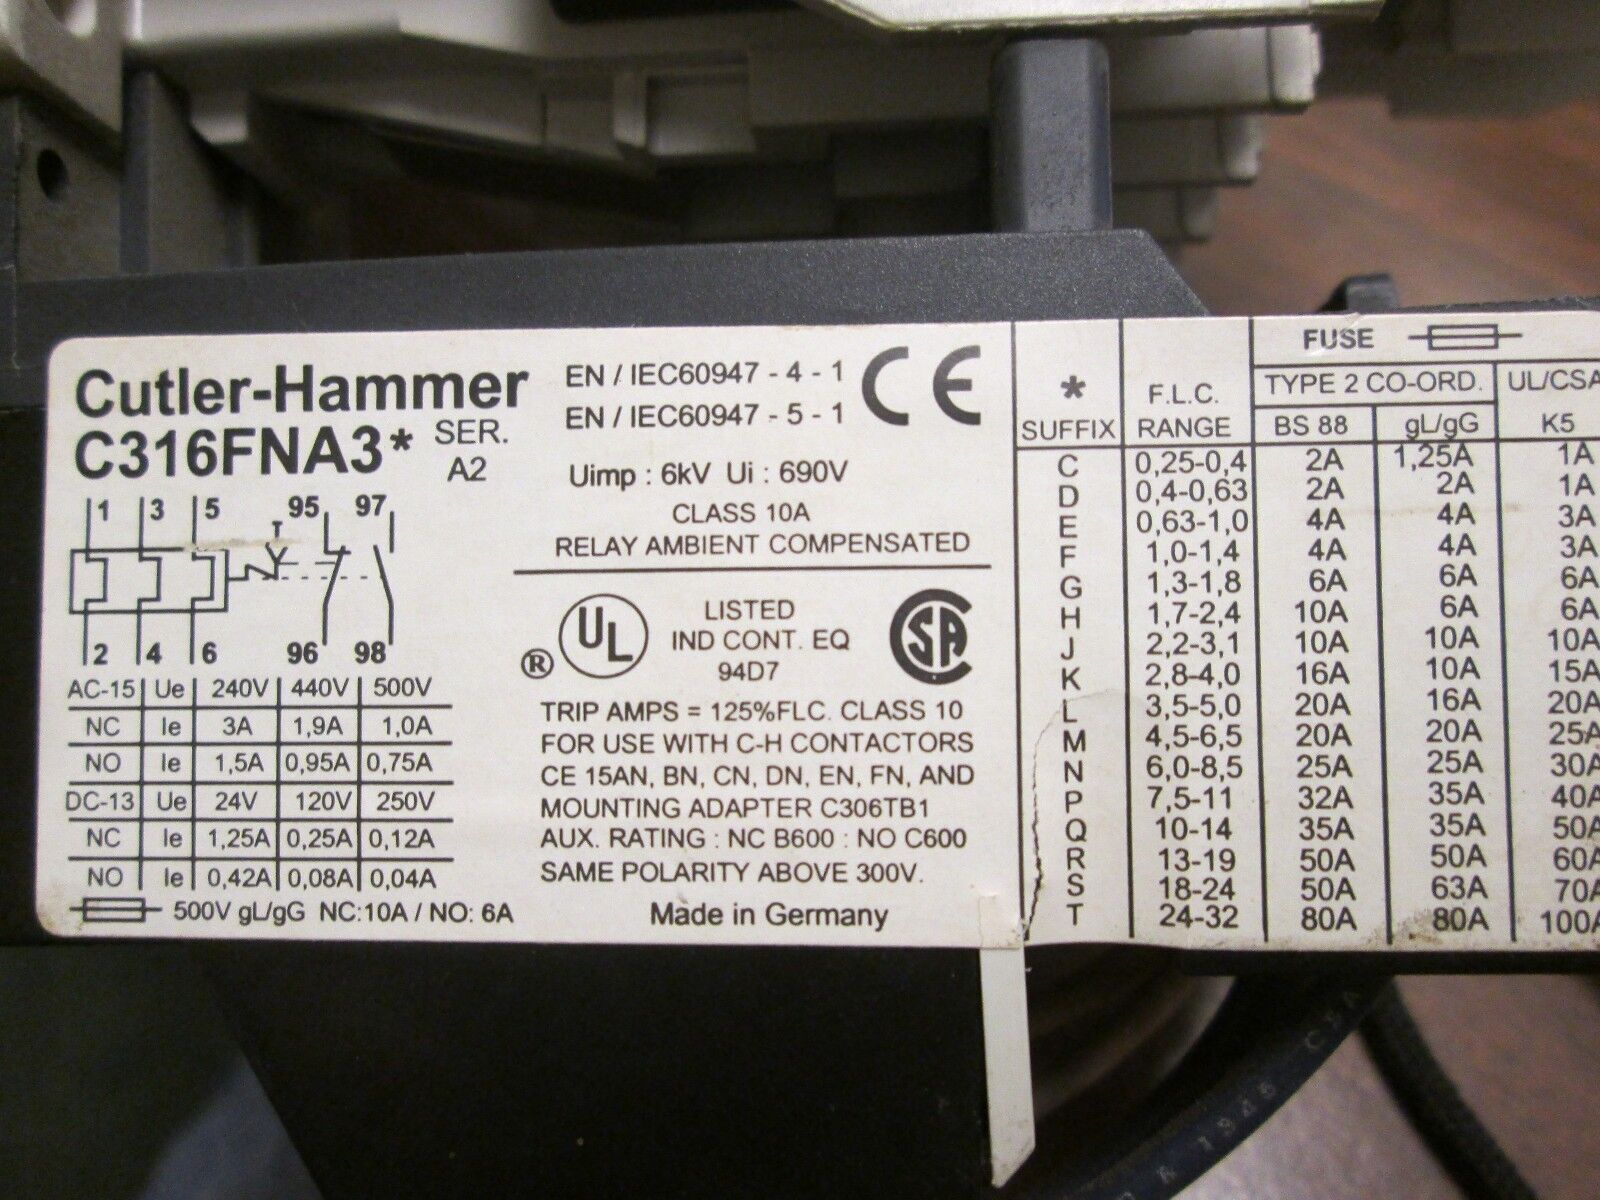 Cutler-Hammer
C316FNA3* SER. A2
1 3 5 95 97
2 4 6 96 98
AC-15 Ue 240V 440V 500V
NC Ie 3A 1,9A 1,0A
NO Ie 1,5A 0,95A 0,75A
DC-13 Ue 24V 120V 250V
NC Ie 1,25A 0,25A 0,12A
NO Ie 0,42A 0,08A 0,04A
500V gL/gG NC:10A / NO: 6A
EN / IEC60947 - 4 - 1
EN / IEC60947 - 5 - 1
CE
Uimp : 6kV Ui : 690V
CLASS 10A
RELAY AMBIENT COMPENSATED
UL ®
LISTED
IND CONT. EQ
94D7
CSA
TRIP AMPS = 125%FLC. CLASS 10
FOR USE WITH C-H CONTACTORS
CE 15AN, BN, CN, DN, EN, FN, AND
MOUNTING ADAPTER C306TB1
AUX. RATING : NC B600 : NO C600
SAME POLARITY ABOVE 300V.
Made in Germany
FUSE
TYPE 2 CO-ORD. UL/CSA
* SUFFIX F.L.C. RANGE BS 88 gL/gG K5
C 0,25-0,4 2A 1,25A 1A
D 0,4-0,63 2A 2A 1A
E 0,63-1,0 4A 4A 3A
F 1,0-1,4 4A 4A 3A
G 1,3-1,8 6A 6A 6A
H 1,7-2,4 10A 6A 6A
J 2,2-3,1 10A 10A 10A
K 2,8-4,0 16A 10A 15A
L 3,5-5,0 20A 16A 20A
M 4,5-6,5 20A 20A 25A
N 6,0-8,5 25A 25A 30A
P 7,5-11 32A 35A 40A
Q 10-14 35A 35A 50A
R 13-19 50A 50A 60A
S 18-24 50A 63A 70A
T 24-32 80A 80A 100A